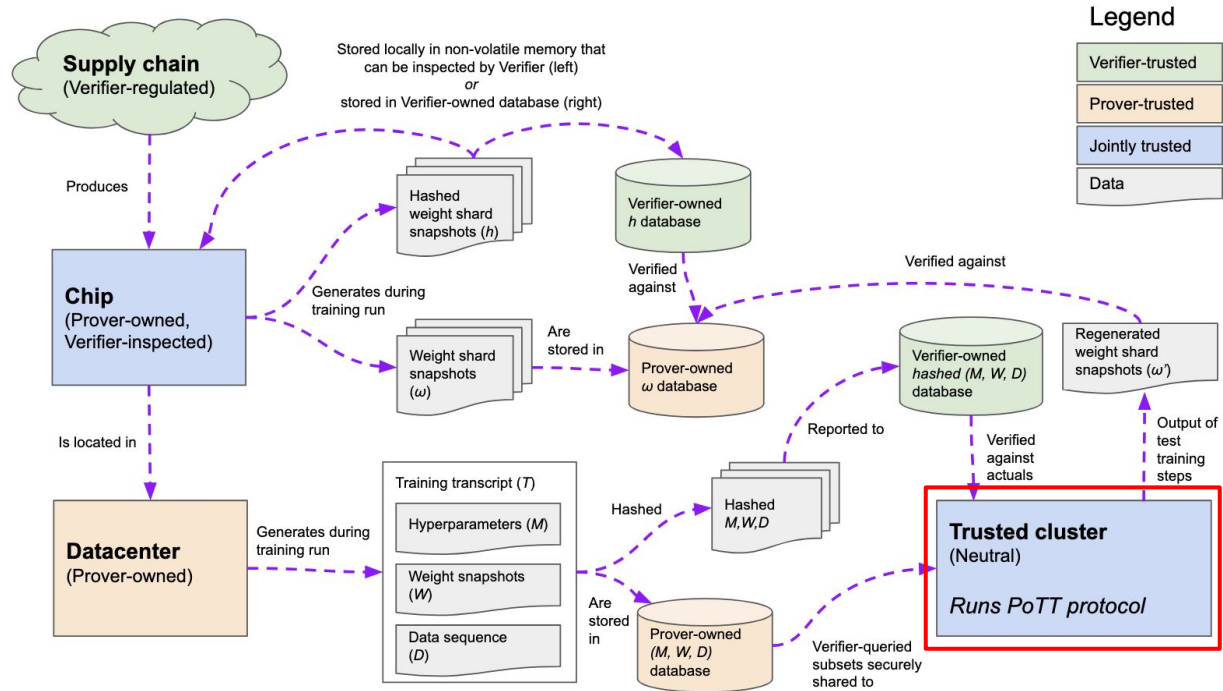 Legend
Verifier-trusted
Prover-trusted
Jointly trusted
Data
Supply chain
(Verifier-regulated)
Stored locally in non-volatile memory that
can be inspected by Verifier (left)
or
stored in Verifier-owned database (right)
Produces
Hashed
weight shard
snapshots (h)
Verifier-owned
h database
Chip
(Prover-owned,
Verifier-inspected)
Generates during
training run
Verified
against
Verified against
Weight shard
snapshots (ω)
Are
stored in
Prover-owned
ω database
Verifier-owned
hashed (M, W, D)
database
Regenerated
weight shard
snapshots (ω')
Is located in
Reported to
Verified
against
actuals
Output of
test
training
steps
Datacenter
(Prover-owned)
Generates during
training run
Training transcript (T)
Hyperparameters (M)
Weight snapshots
(W)
Data sequence
(D)
Hashed
Hashed
M,W,D
Are
stored
in
Prover-owned
(M, W, D)
database
Verifier-queried
subsets securely
shared to
Trusted cluster
(Neutral)
Runs PoTT protocol